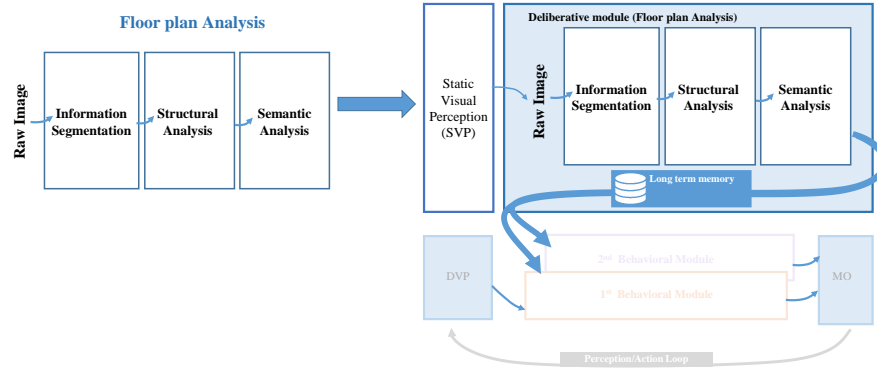 Floor plan Analysis
Raw Image
Information
Segmentation
Structural
Analysis
Semantic
Analysis
Static
Visual
Perception
(SVP)
Deliberative module (Floor plan Analysis)
Raw Image
Information
Segmentation
Structural
Analysis
Semantic
Analysis
Long term memory
DVP
2nd Behavioral Module
1st Behavioral Module
MO
Perception/Action Loop